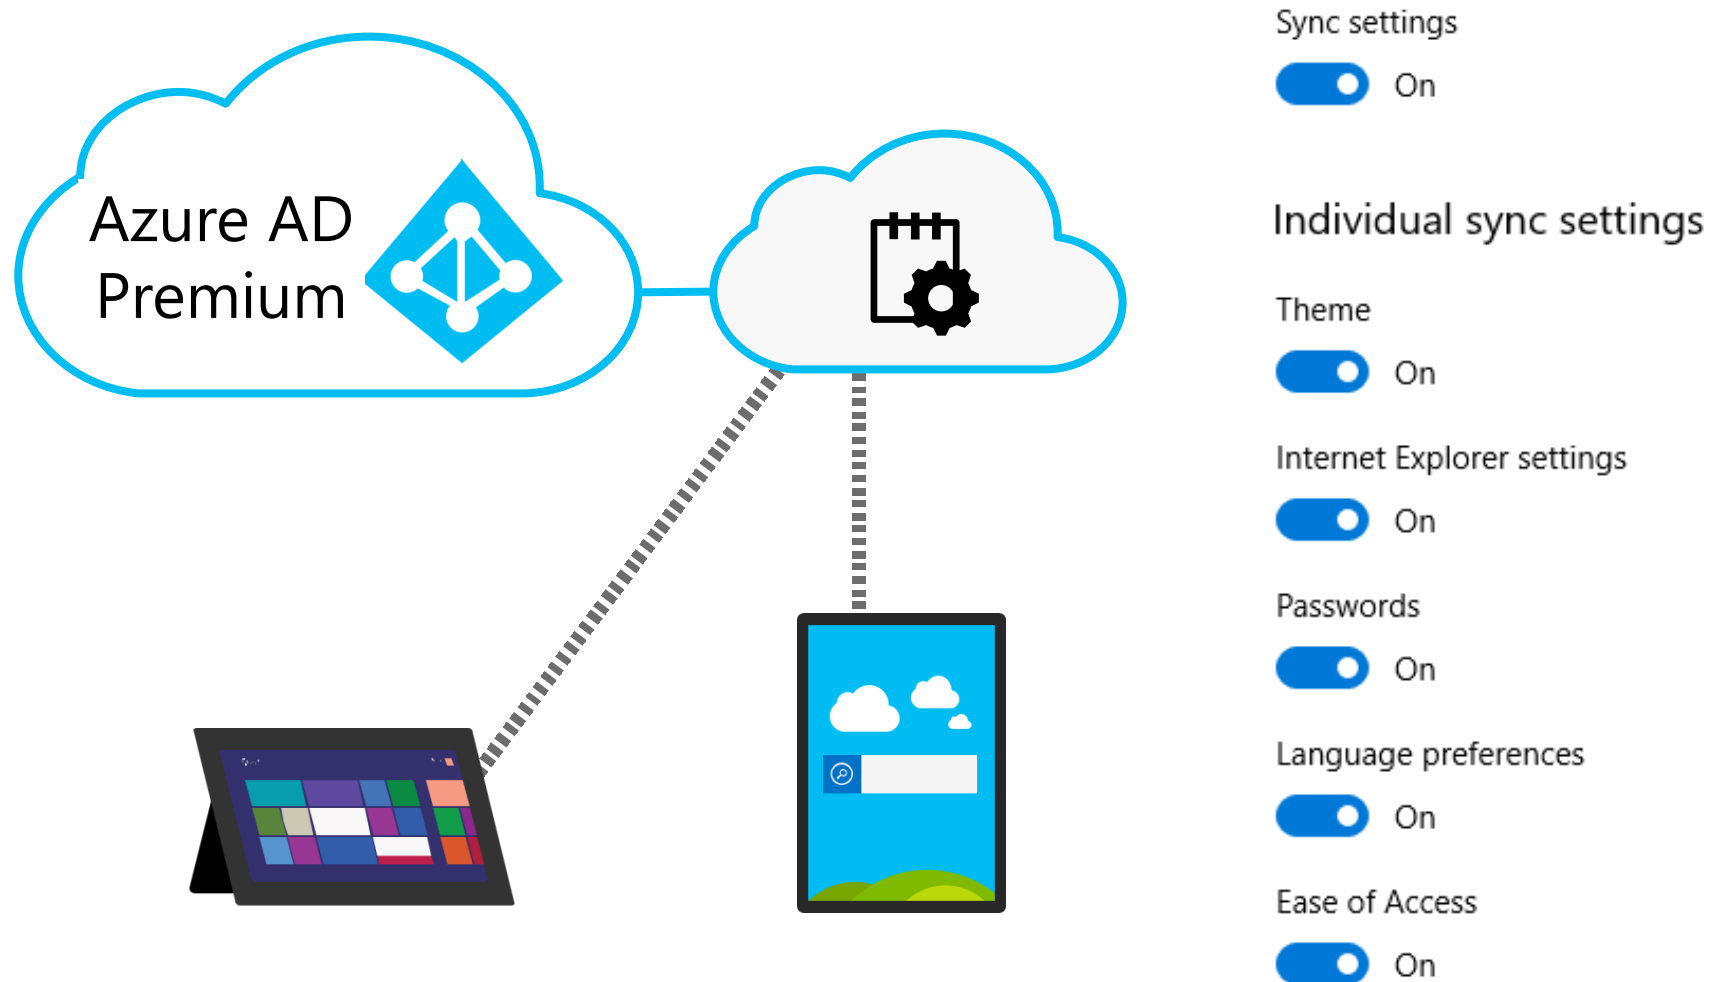 Azure AD
Premium
Sync settings
On
Individual sync settings
Theme
On
Internet Explorer settings
On
Passwords
On
Language preferences
On
Ease of Access
On